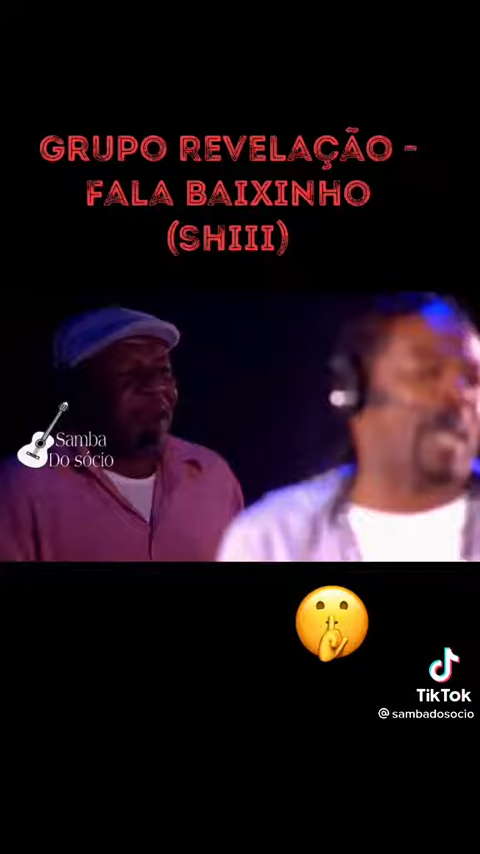 GRUPO REVELAÇÃO -
FALA BAIXINHO
(SHIII)
Samba
Do sócio
TikTok
@sambadosocio